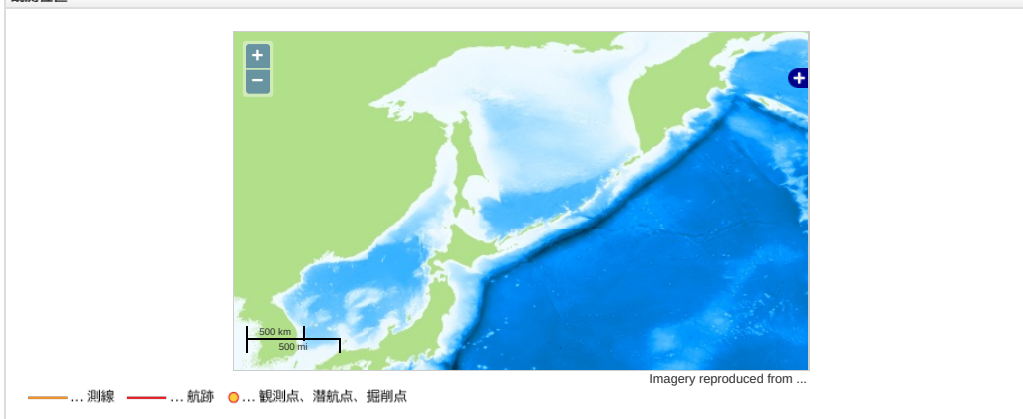 +
−
+
500 km
500 mi
Imagery reproduced from ...
... 測線 ... 航跡 ... 観測点、潜航点、掘削点